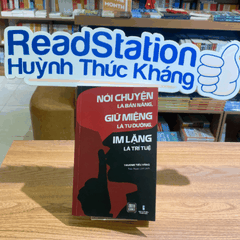 ReadStation
Huỳnh Thúc Kháng
NÓI CHUYỆN
LÀ BẢN NĂNG,
GIỮ MIỆNG
LÀ TU DƯỠNG,
IM LẶNG
LÀ TRÍ TUỆ